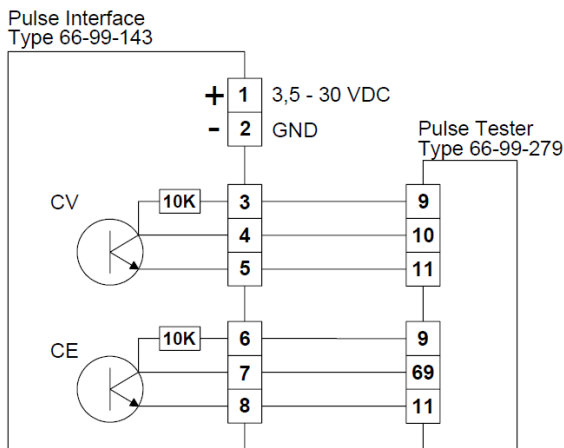 Pulse Interface
Type 66-99-143
+ 1 3,5 - 30 VDC
- 2 GND
Pulse Tester
Type 66-99-279
CV 10K 3 9
4 10
5 11
CE 10K 6 9
7 69
8 11